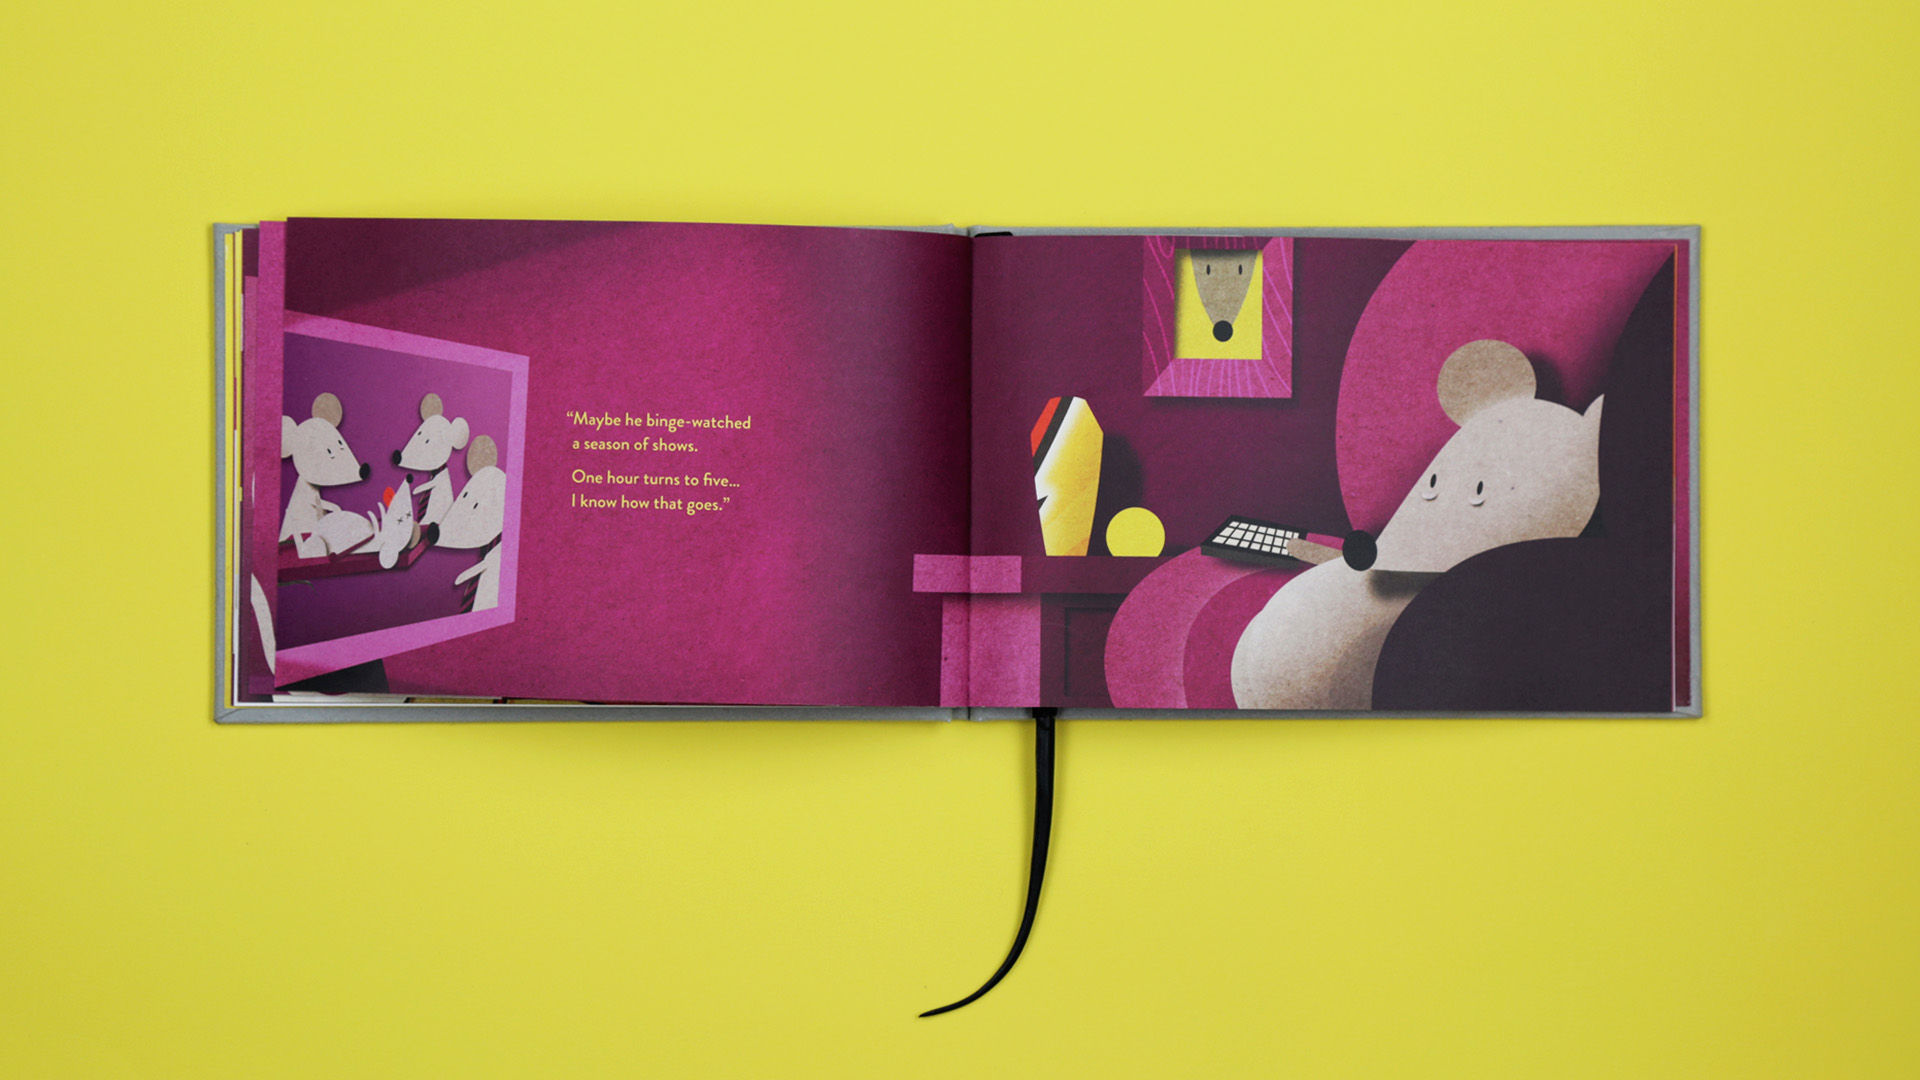 “Maybe he binge-watched
a season of shows.
One hour turns to five...
I know how that goes.”